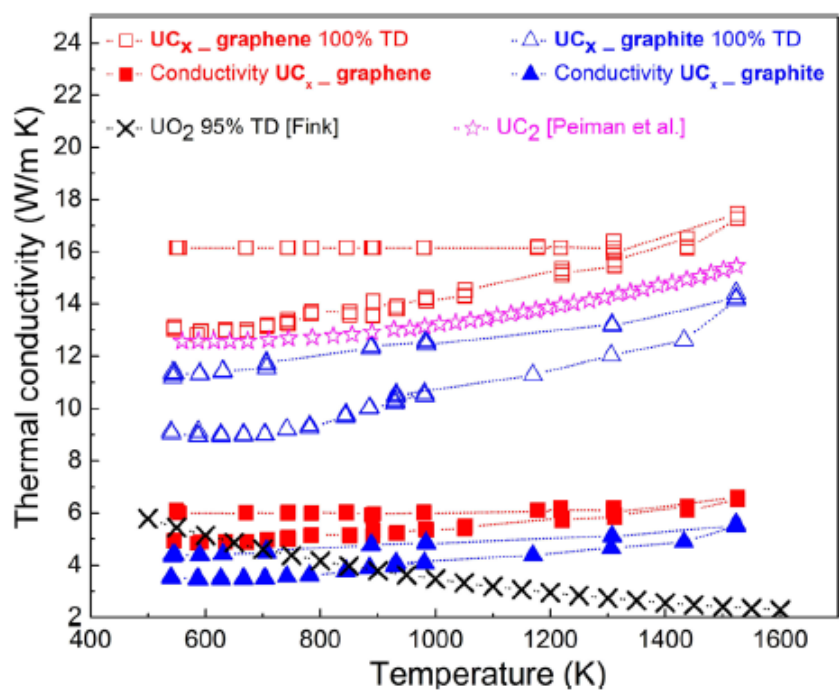 UCx _ graphene 100% TD
UCx _ graphite 100% TD
Conductivity UCx _ graphene
Conductivity UCx _ graphite
UO2 95% TD [Fink]
UC2 [Peiman et al.]
Thermal conductivity (W/m K)
24
22
20
18
16
14
12
10
8
6
4
2
400 600 800 1000 1200 1400 1600
Temperature (K)